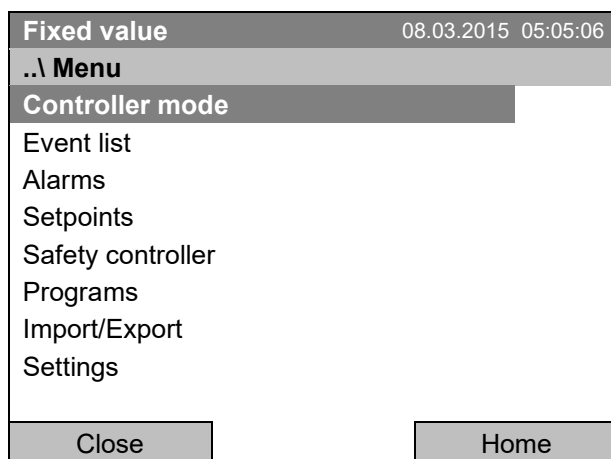 Fixed value 08.03.2015 05:05:06
..\ Menu
Controller mode
Event list
Alarms
Setpoints
Safety controller
Programs
Import/Export
Settings
Close Home